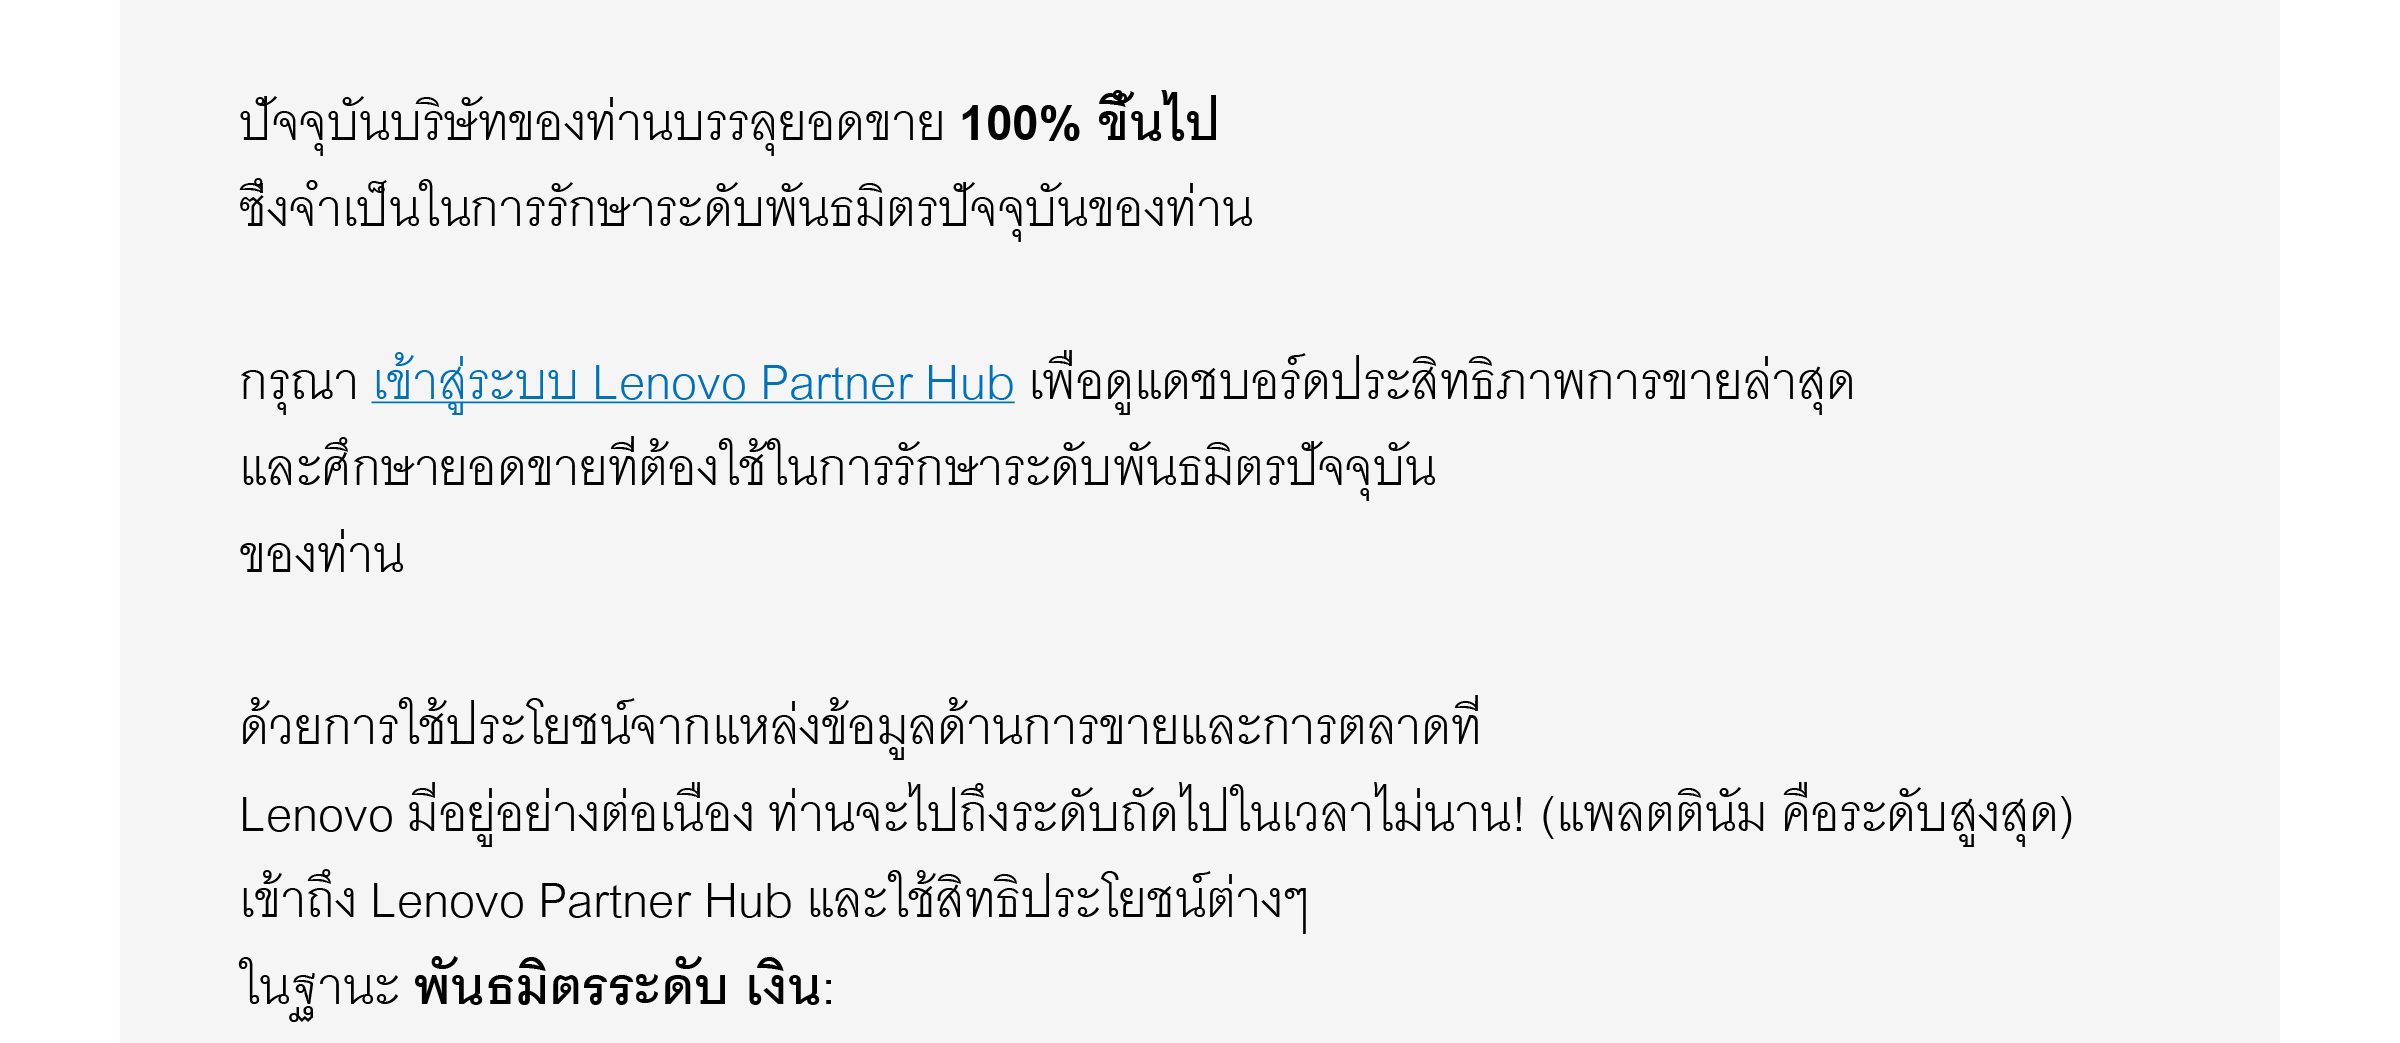 ปัจจุบันบริษัทของท่านบรรลุยอดขาย 100% ขึ้นไป
ซึ่งจำเป็นในการรักษาระดับพันธมิตรปัจจุบันของท่าน
กรุณา เข้าสู่ระบบ Lenovo Partner Hub เพื่อดูแดชบอร์ดประสิทธิภาพการขายล่าสุด
และศึกษายอดขายที่ต้องใช้ในการรักษาระดับพันธมิตรปัจจุบัน
ของท่าน
ด้วยการใช้ประโยชน์จากแหล่งข้อมูลด้านการขายและการตลาดที่
Lenovo มีอยู่อย่างต่อเนื่อง ท่านจะไปถึงระดับถัดไปในเวลาไม่นาน! (แพลตตินัม คือระดับสูงสุด)
เข้าถึง Lenovo Partner Hub และใช้สิทธิประโยชน์ต่างๆ
ในฐานะ พันธมิตรระดับ เงิน: